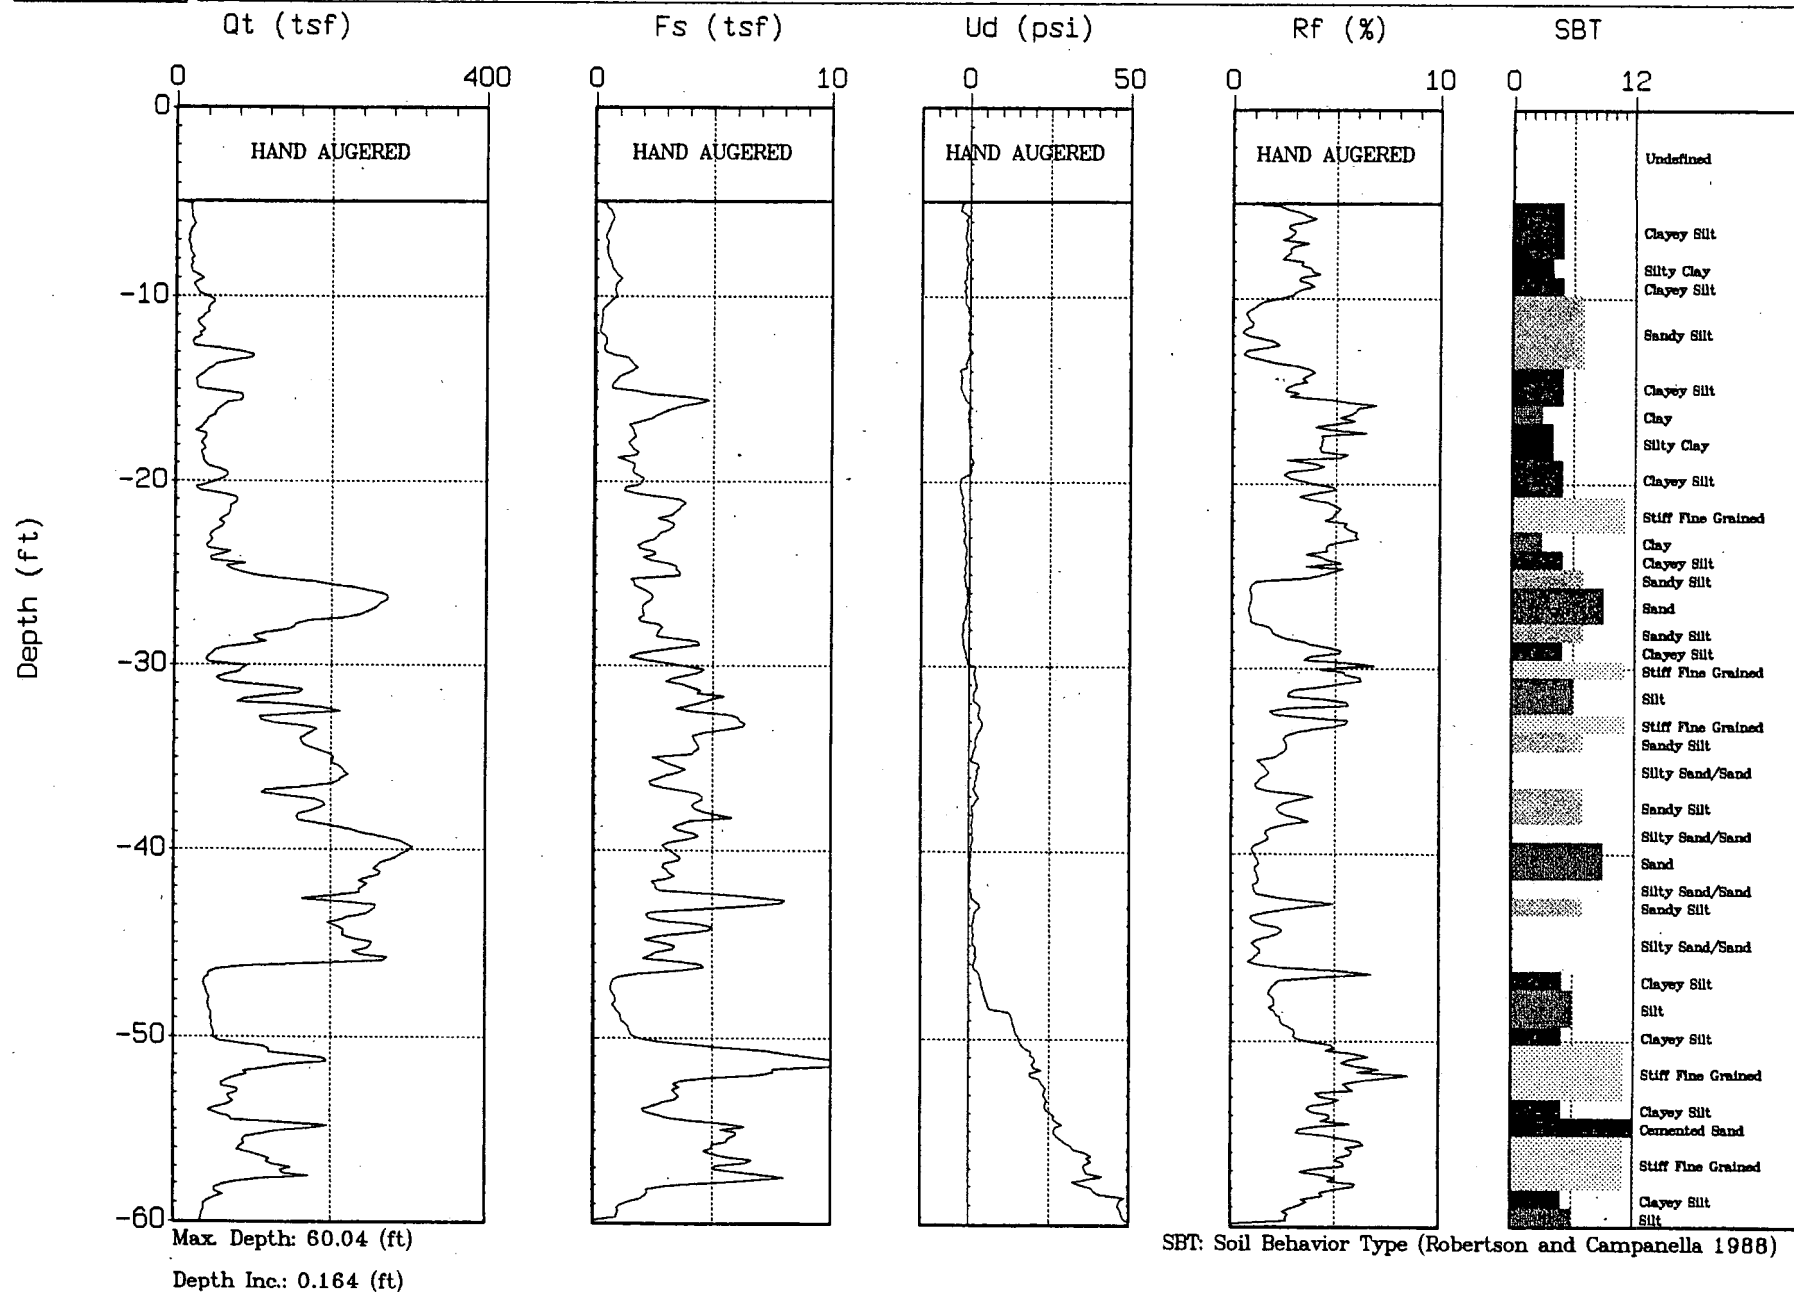 Qt (tsf) Fs (tsf) Ud (psi) Rf (%) SBT
0 400 0 10 0 50 0 10 0 12
0
HAND AUGERED HAND AUGERED HAND AUGERED HAND AUGERED
Undefined
Clayey Silt
Silty Clay
Clayey Silt
-10
Sandy Silt
Clayey Silt
Clay
Silty Clay
-20
Clayey Silt
Stiff Fine Grained
Clay
Clayey Silt
Sandy Silt
Depth (ft)
Sand
Sandy Silt
Clayey Silt
-30
Stiff Fine Grained
Silt
Stiff Fine Grained
Sandy Silt
Silty Sand/Sand
Sandy Silt
Silty Sand/Sand
-40
Sand
Silty Sand/Sand
Sandy Silt
Silty Sand/Sand
Clayey Silt
Silt
-50
Clayey Silt
Stiff Fine Grained
Clayey Silt
Cemented Sand
Stiff Fine Grained
Clayey Silt
-60
Silt
Max. Depth: 60.04 (ft)
SBT: Soil Behavior Type (Robertson and Campanella 1988)
Depth Inc.: 0.164 (ft)